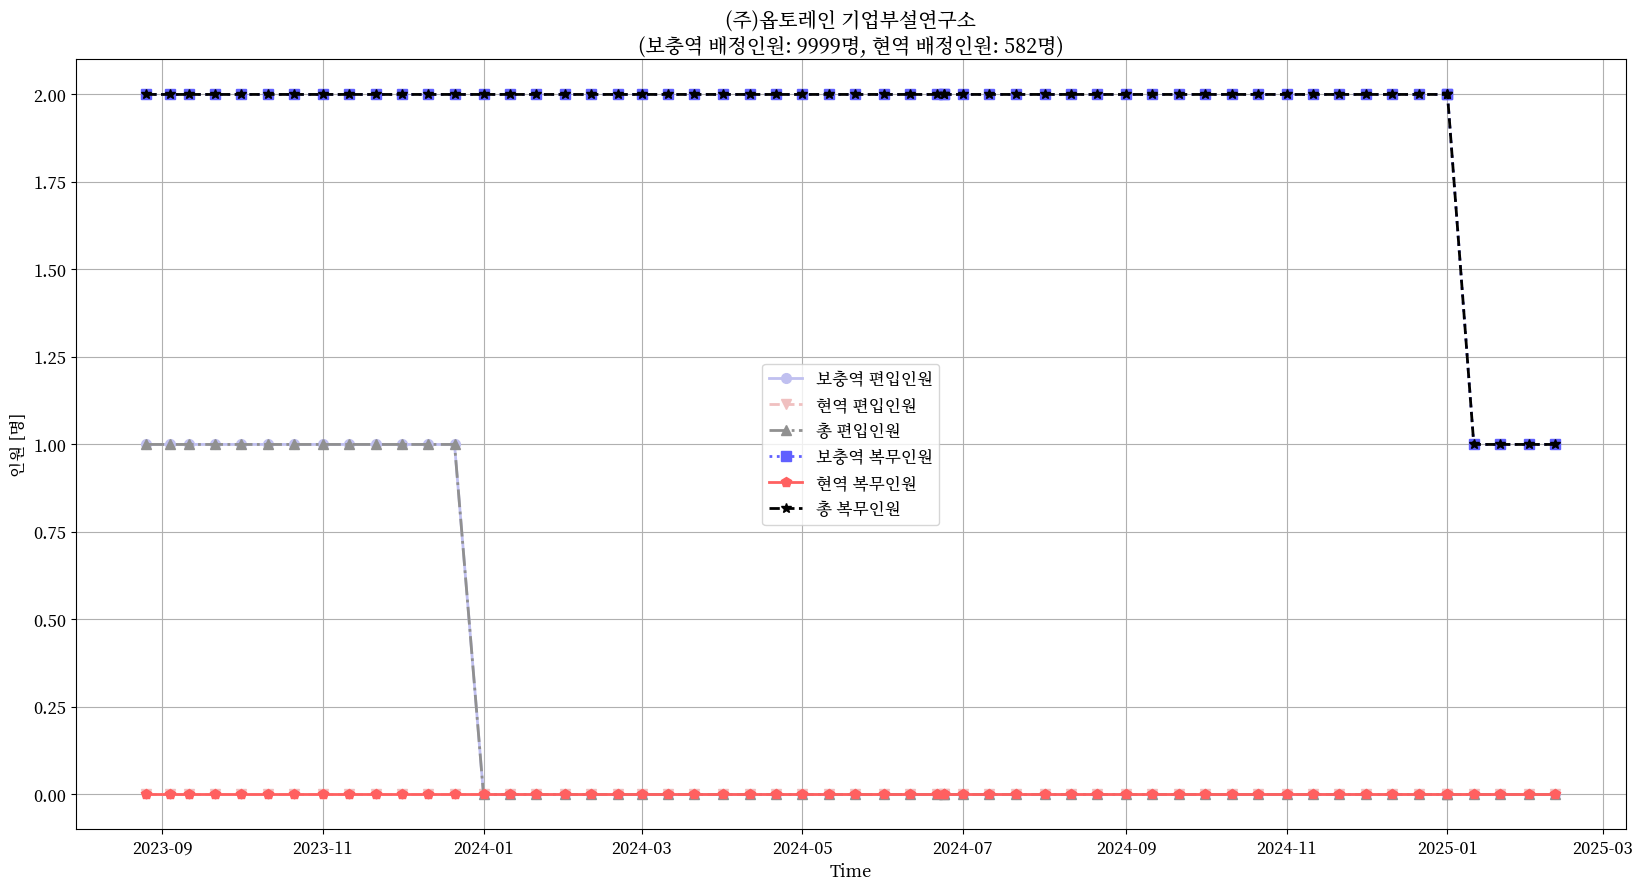 (주)옵토레인 기업부설연구소
(보충역 배정인원: 9999명, 현역 배정인원: 582명)
인원 [명]
2.00
1.75
1.50
1.25
1.00
0.75
0.50
0.25
0.00
보충역 편입인원
현역 편입인원
총 편입인원
보충역 복무인원
현역 복무인원
총 복무인원
2023-09 2023-11 2024-01 2024-03 2024-05 2024-07 2024-09 2024-11 2025-01 2025-03
Time